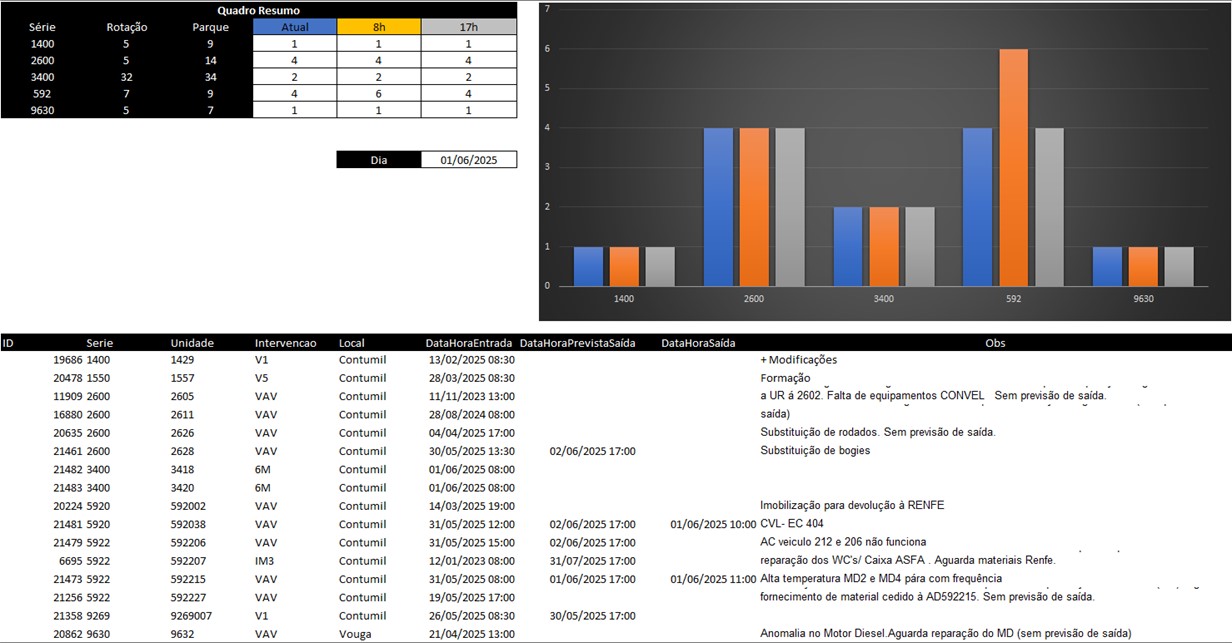 Quadro Resumo
Série Rotação Parque Atual 8h 17h
1400 5 9 1 1 1
2600 5 14 4 4 4
3400 32 34 2 2 2
592 7 9 4 6 4
9630 5 7 1 1 1
Dia 01/06/2025
7
6
5
4
3
2
1
0
1400 2600 3400 592 9630
ID Serie Unidade Intervencao Local DataHoraEntrada DataHoraPrevistaSaída DataHoraSaída Obs
19686 1400 1429 V1 Contumil 13/02/2025 08:30 + Modificações
20478 1550 1557 V5 Contumil 28/03/2025 08:30 Formação
11909 2600 2605 VAV Contumil 11/11/2023 13:00 a UR á 2602. Falta de equipamentos CONVEL Sem previsão de saída.
16880 2600 2611 VAV Contumil 28/08/2024 08:00 saída)
20635 2600 2626 VAV Contumil 04/04/2025 17:00 Substituição de rodados. Sem previsão de saída.
21461 2600 2628 VAV Contumil 30/05/2025 13:30 02/06/2025 17:00 Substituição de bogies
21482 3400 3418 6M Contumil 01/06/2025 08:00
21483 3400 3420 6M Contumil 01/06/2025 08:00
20224 5920 592002 VAV Contumil 14/03/2025 19:00 Imobilização para devolução à RENFE
21481 5920 592038 VAV Contumil 31/05/2025 12:00 02/06/2025 17:00 01/06/2025 10:00 CVL- EC 404
21479 5922 592206 VAV Contumil 31/05/2025 15:00 02/06/2025 17:00 AC veiculo 212 e 206 não funciona
6695 5922 592207 IM3 Contumil 12/01/2023 08:00 31/07/2025 17:00 reparação dos WC's/ Caixa ASFA . Aguarda materiais Renfe.
21473 5922 592215 VAV Contumil 31/05/2025 08:00 01/06/2025 17:00 01/06/2025 11:00 Alta temperatura MD2 e MD4 pára com frequência
21256 5922 592227 VAV Contumil 19/05/2025 17:00 fornecimento de material cedido à AD592215. Sem previsão de saída.
21358 9269 9269007 V1 Contumil 26/05/2025 08:30 30/05/2025 17:00
20862 9630 9632 VAV Vouga 21/04/2025 13:00 Anomalia no Motor Diesel.Aguarda reparação do MD (sem previsão de saída)